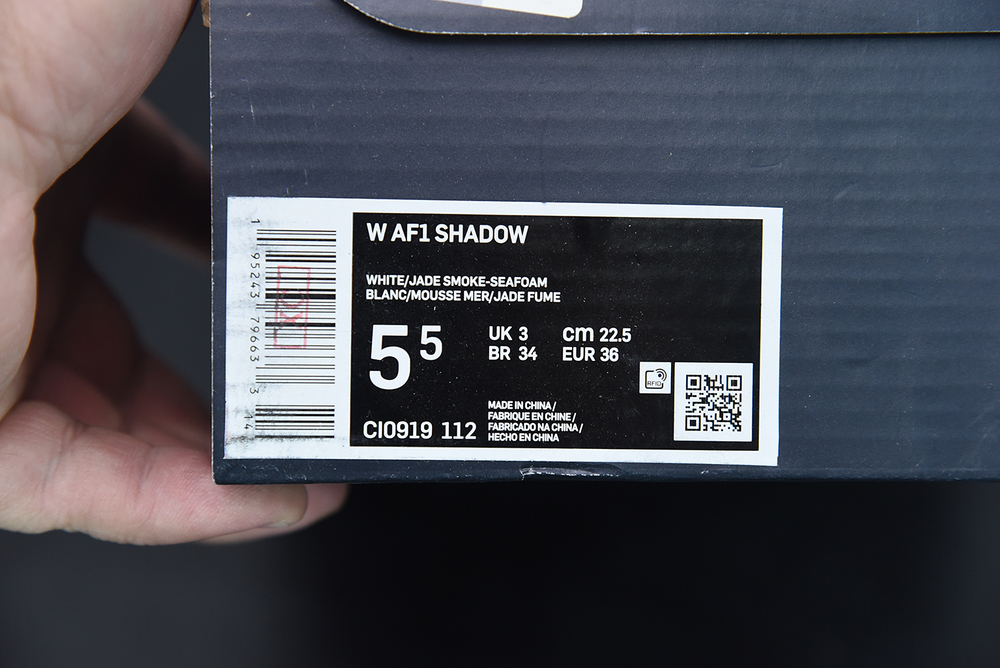 W AF1 SHADOW
WHITE/JADE SMOKE-SEAFOAM
BLANC/MOUSSE MER/JADE FUME
5 5
UK 3 cm 22.5
BR 34 EUR 36
RFID
MADE IN CHINA/
FABRIQUE EN CHINE/
FABRICADO NA CHINA/
HECHO EN CHINA
CI0919 112
1 95243 79663 3 14